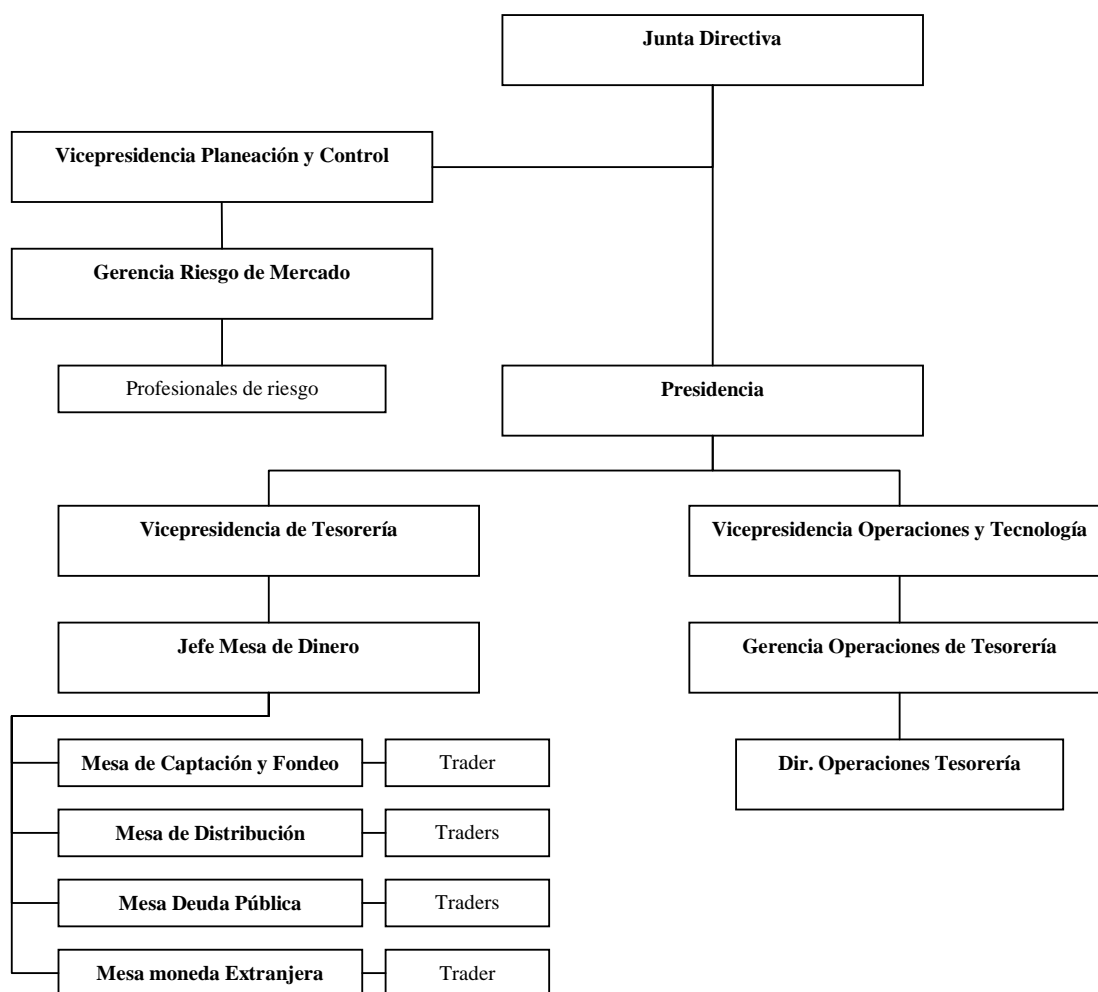 Junta Directiva
Vicepresidencia Planeación y Control
Gerencia Riesgo de Mercado
Profesionales de riesgo
Presidencia
Vicepresidencia de Tesorería
Vicepresidencia Operaciones y Tecnología
Jefe Mesa de Dinero
Gerencia Operaciones de Tesorería
Mesa de Captación y Fondeo
Trader
Dir. Operaciones Tesorería
Mesa de Distribución
Traders
Mesa Deuda Pública
Traders
Mesa moneda Extranjera
Trader